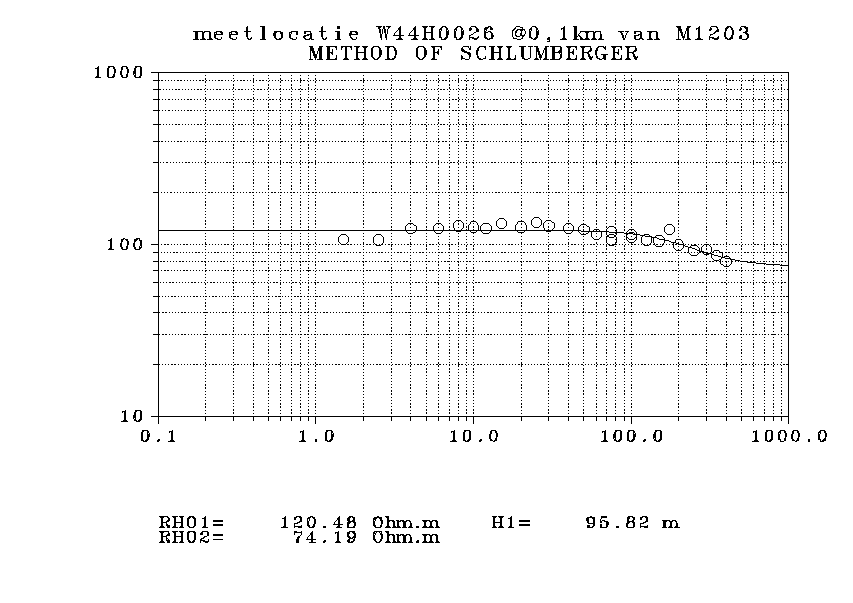 meetlocatie W44H0026 @0,1km van M1203
METHOD OF SCHLUMBERGER
1000
100
10
0.1 1.0 10.0 100.0 1000.0
RHO1= 120.48 Ohm.m H1= 95.82 m
RHO2= 74.19 Ohm.m